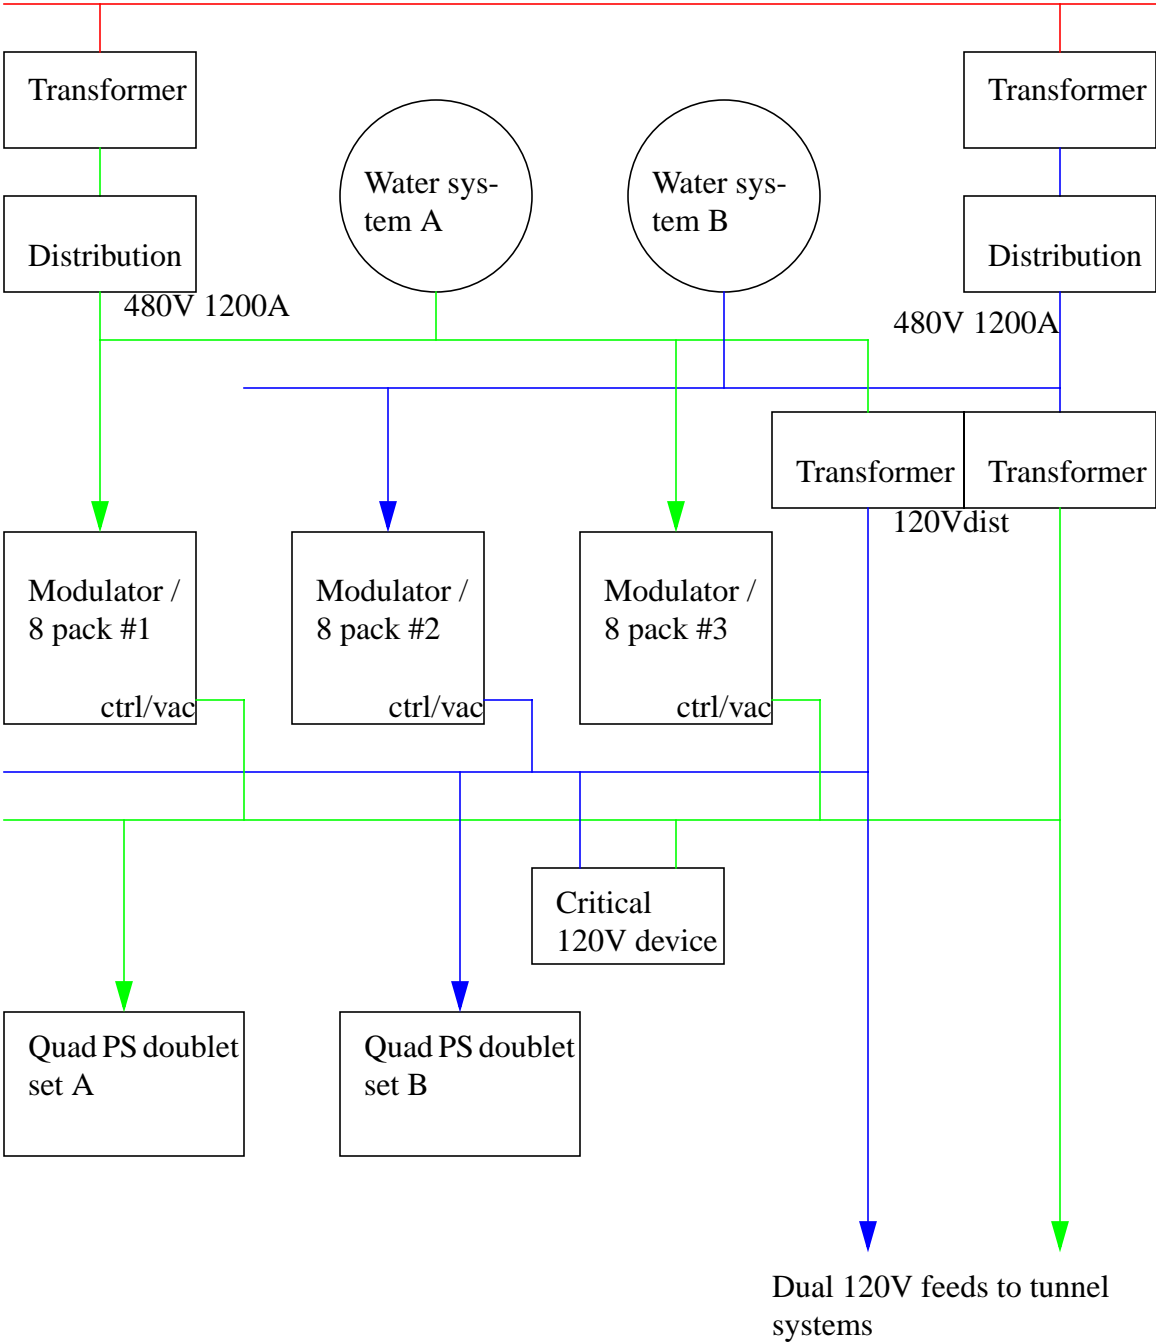 Transformer
Transformer
Water sys-
tem A
Water sys-
tem B
Distribution
Distribution
480V 1200A
480V 1200A
Transformer
Transformer
120Vdist
Modulator /
8 pack #1
ctrl/vac
Modulator /
8 pack #2
ctrl/vac
Modulator /
8 pack #3
ctrl/vac
Critical
120V device
Quad PS doublet
set A
Quad PS doublet
set B
Dual 120V feeds to tunnel
systems